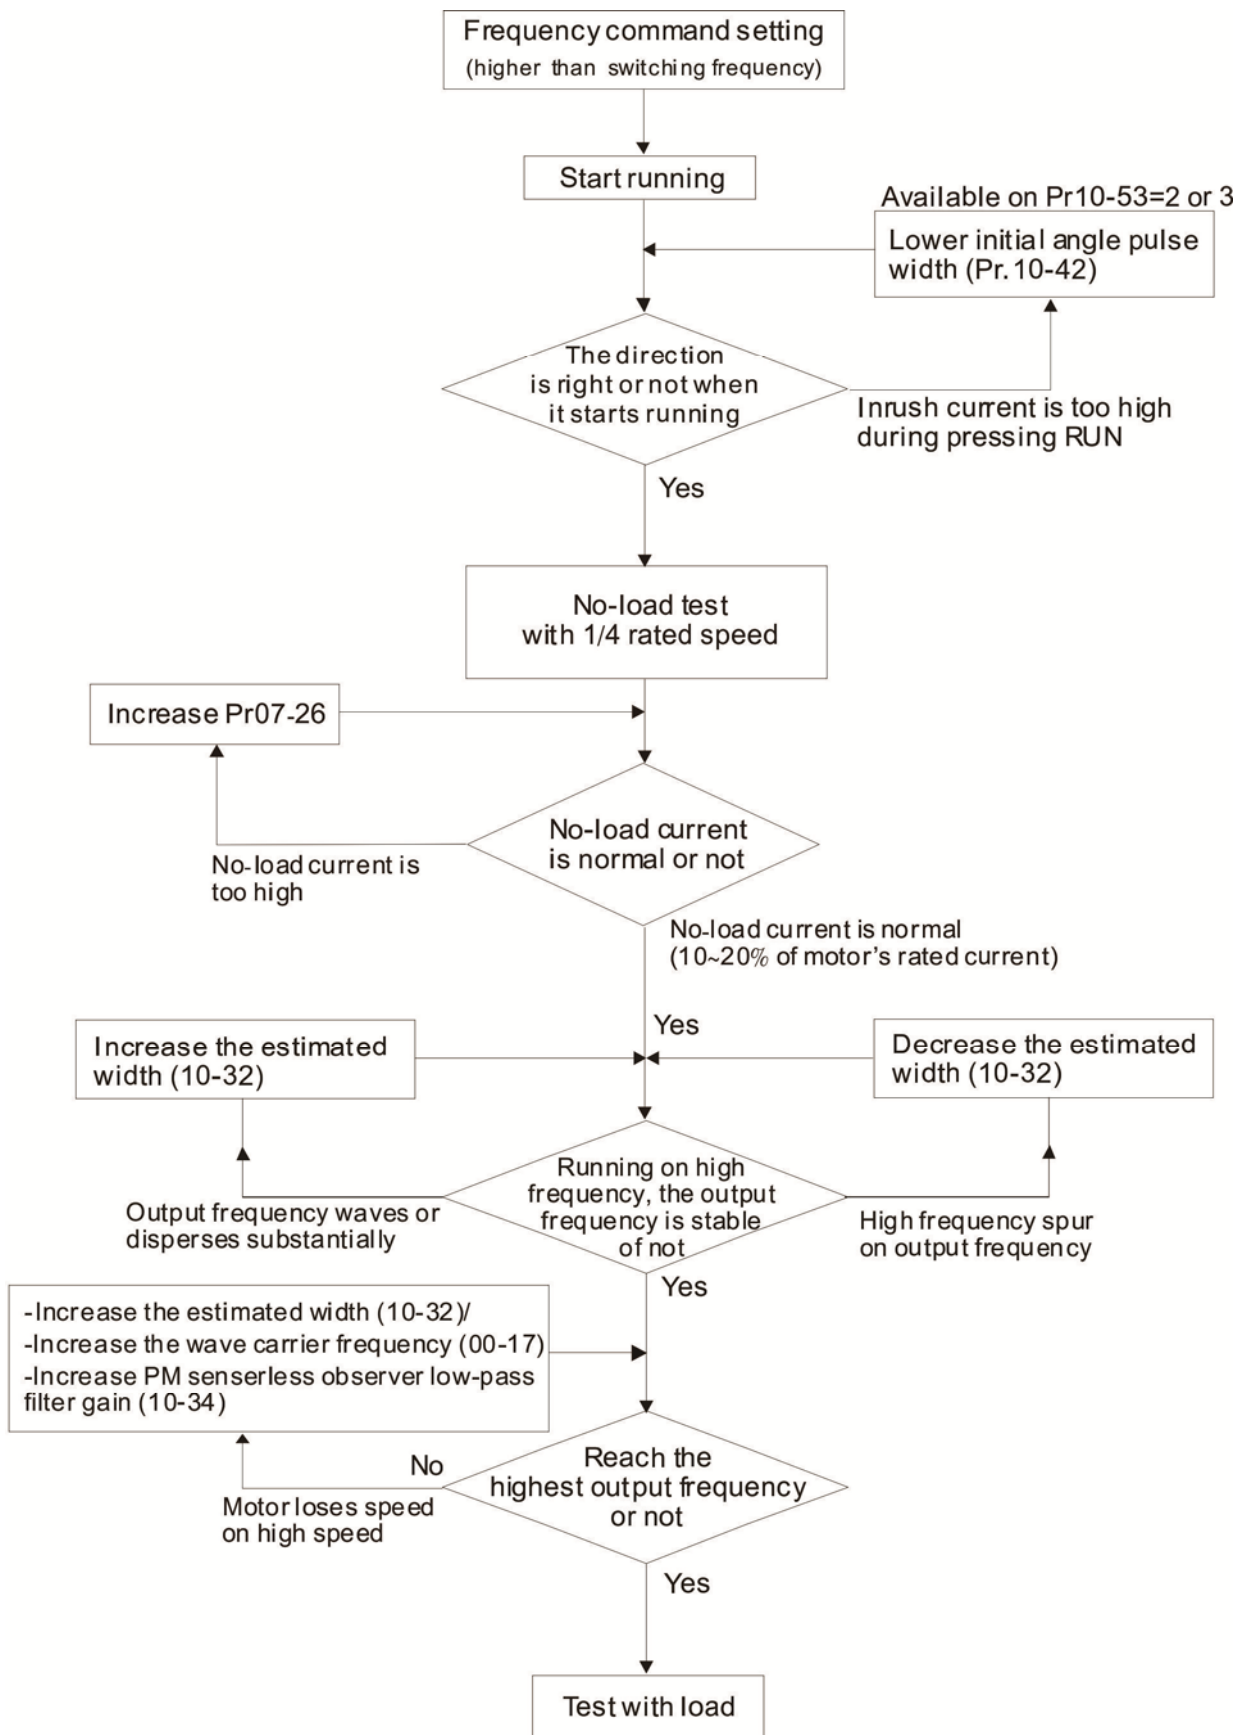 Frequency command setting
(higher than switching frequency)
Start running
Available on Pr10-53=2 or 3
Lower initial angle pulse
width (Pr.10-42)
The direction
is right or not when
it starts running
Inrush current is too high
during pressing RUN
Yes
No-load test
with 1/4 rated speed
Increase Pr07-26
No-load current
is normal or not
No-load current is
too high
No-load current is normal
(10~20% of motor's rated current)
Yes
Increase the estimated
width (10-32)
Decrease the estimated
width (10-32)
Running on high
frequency, the output
frequency is stable
of not
Output frequency waves or
disperses substantially
High frequency spur
on output frequency
Yes
-Increase the estimated width (10-32)/
-Increase the wave carrier frequency (00-17)
-Increase PM senserless observer low-pass
filter gain (10-34)
No
Reach the
highest output frequency
or not
Motor loses speed
on high speed
Yes
Test with load